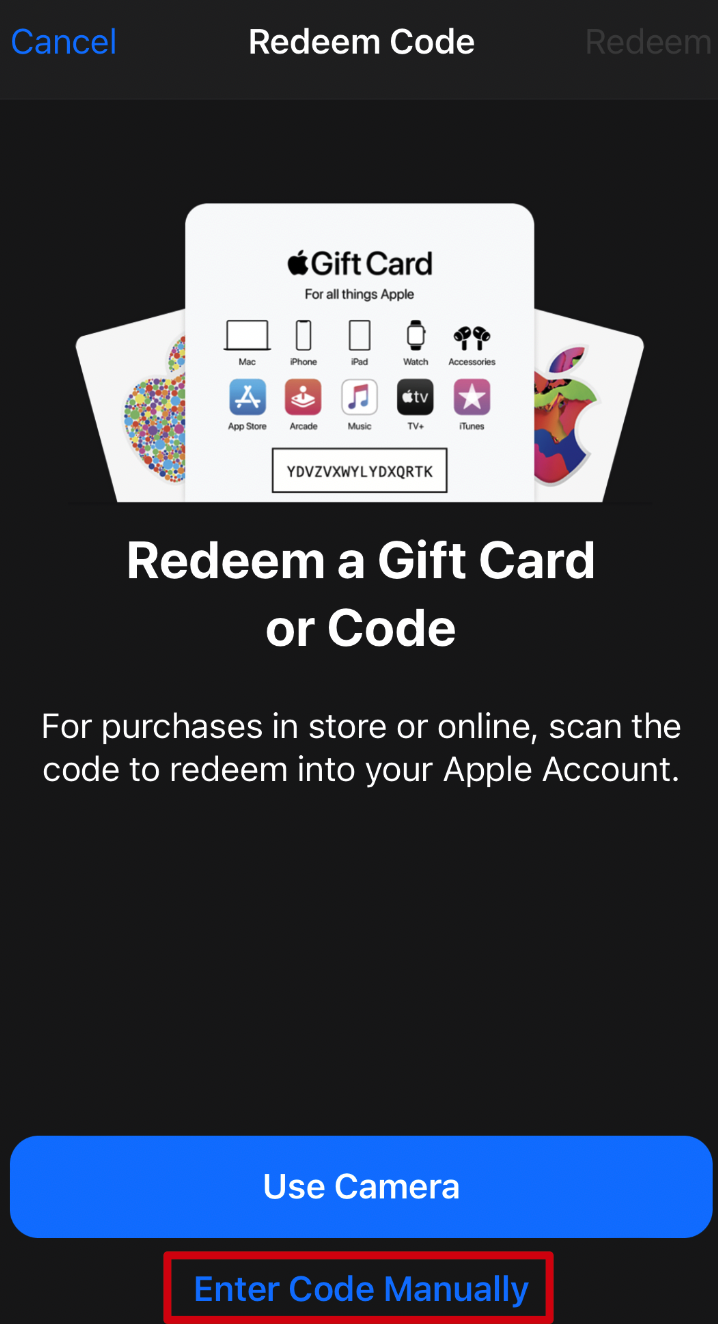 Cancel Redeem Code Redeem
Gift Card
For all things Apple
Mac iPhone iPad Watch Accessories
tv
App Store Arcade Music TV+ iTunes
YDVZVXWYLYDXQRTK
Redeem a Gift Card
or Code
For purchases in store or online, scan the
code to redeem into your Apple Account.
Use Camera
Enter Code Manually